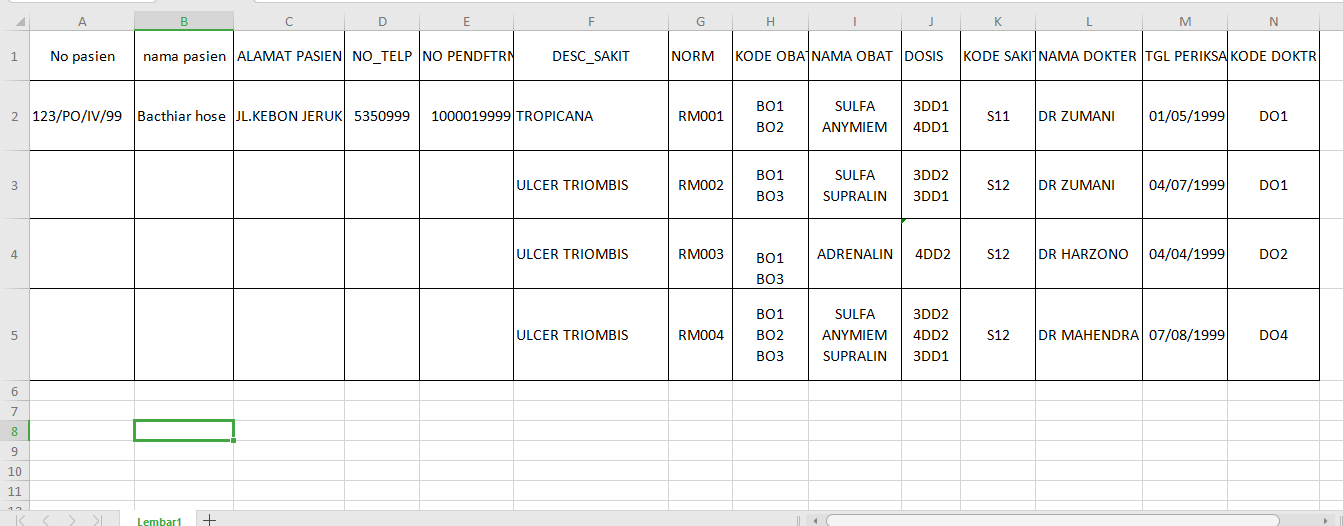 A B C D E F G H I J K L M N
1 No pasien nama pasien ALAMAT PASIEN NO_TELP NO PENDFTRN DESC_SAKIT NORM KODE OBAT NAMA OBAT DOSIS KODE SAKIT NAMA DOKTER TGL PERIKSA KODE DOKTR
BO1 SULFA 3DD1
2 123/PO/IV/99 Bacthiar hose JL.KEBON JERUK 5350999 1000019999 TROPICANA RM001 S11 DR ZUMANI 01/05/1999 DO1
BO2 ANYMIEM 4DD1
BO1 SULFA 3DD2
3 ULCER TRIOMBIS RM002 S12 DR ZUMANI 04/07/1999 DO1
BO3 SUPRALIN 3DD1
4 ULCER TRIOMBIS RM003 BO1 ADRENALIN 4DD2 S12 DR HARZONO 04/04/1999 DO2
BO3
BO1 SULFA 3DD2
5 ULCER TRIOMBIS RM004 BO2 ANYMIEM 4DD2 S12 DR MAHENDRA 07/08/1999 DO4
BO3 SUPRALIN 3DD1
6
7
8
9
10
11
Lembar1